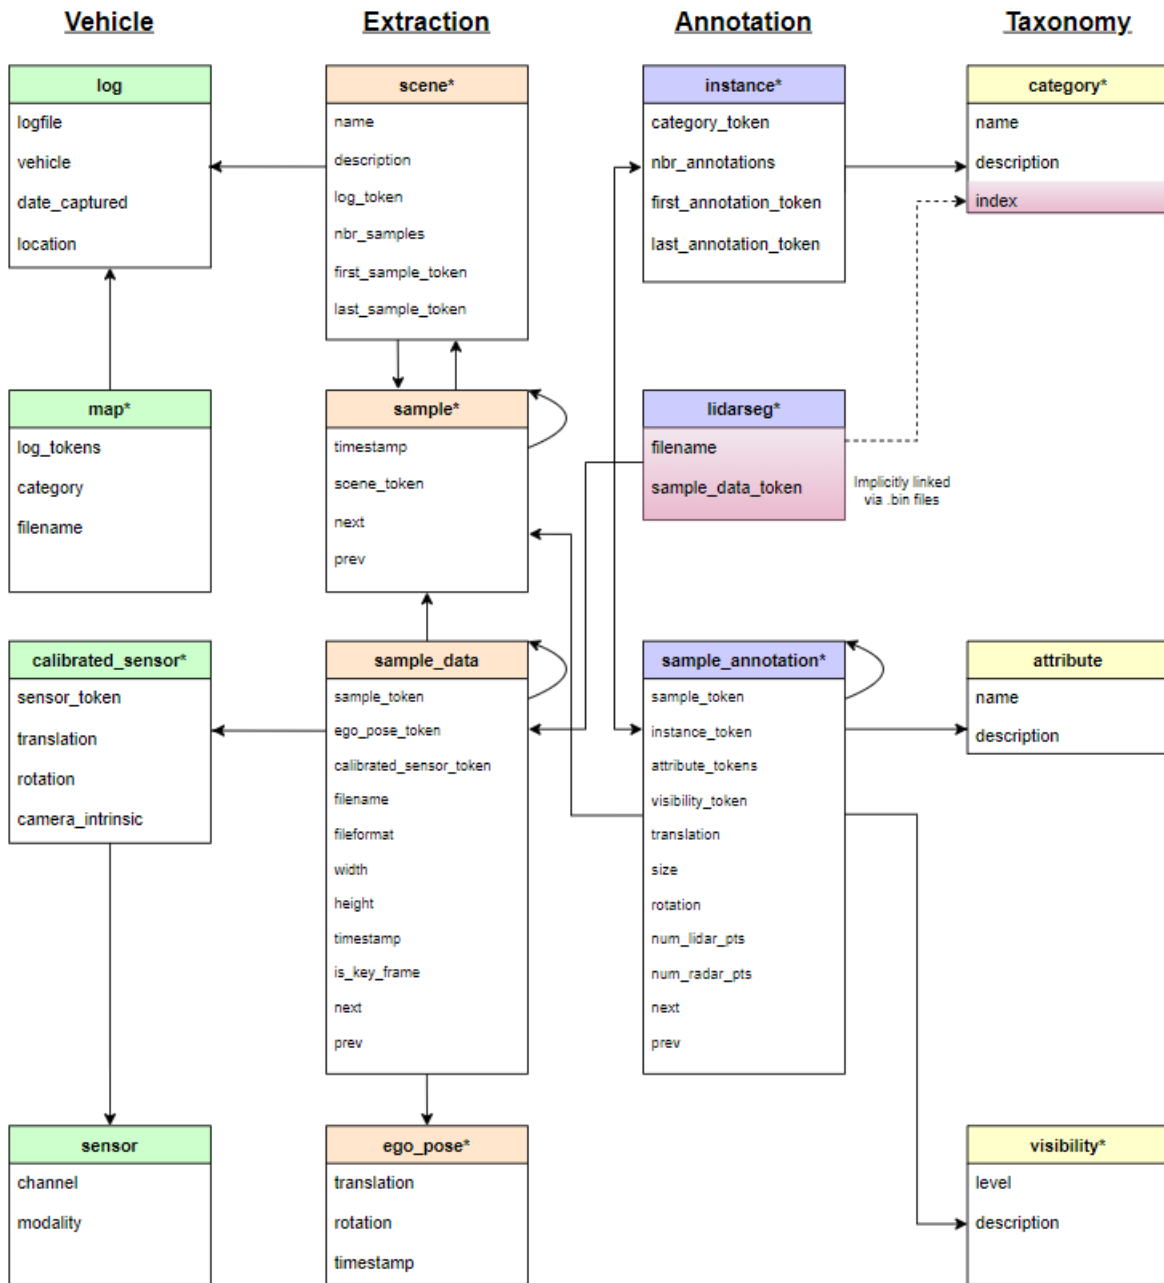 Vehicle
Extraction
Annotation
Taxonomy
log
logfile
vehicle
date_captured
location
scene*
name
description
log_token
nbr_samples
first_sample_token
last_sample_token
instance*
category_token
nbr_annotations
first_annotation_token
last_annotation_token
category*
name
description
index
map*
log_tokens
category
filename
sample*
timestamp
scene_token
next
prev
lidarseg*
filename
sample_data_token
Implicitly linked
via .bin files
calibrated_sensor*
sensor_token
translation
rotation
camera_intrinsic
sample_data
sample_token
ego_pose_token
calibrated_sensor_token
filename
fileformat
width
height
timestamp
is_key_frame
next
prev
sample_annotation*
sample_token
instance_token
attribute_tokens
visibility_token
translation
size
rotation
num_lidar_pts
num_radar_pts
next
prev
attribute
name
description
sensor
channel
modality
ego_pose*
translation
rotation
timestamp
visibility*
level
description